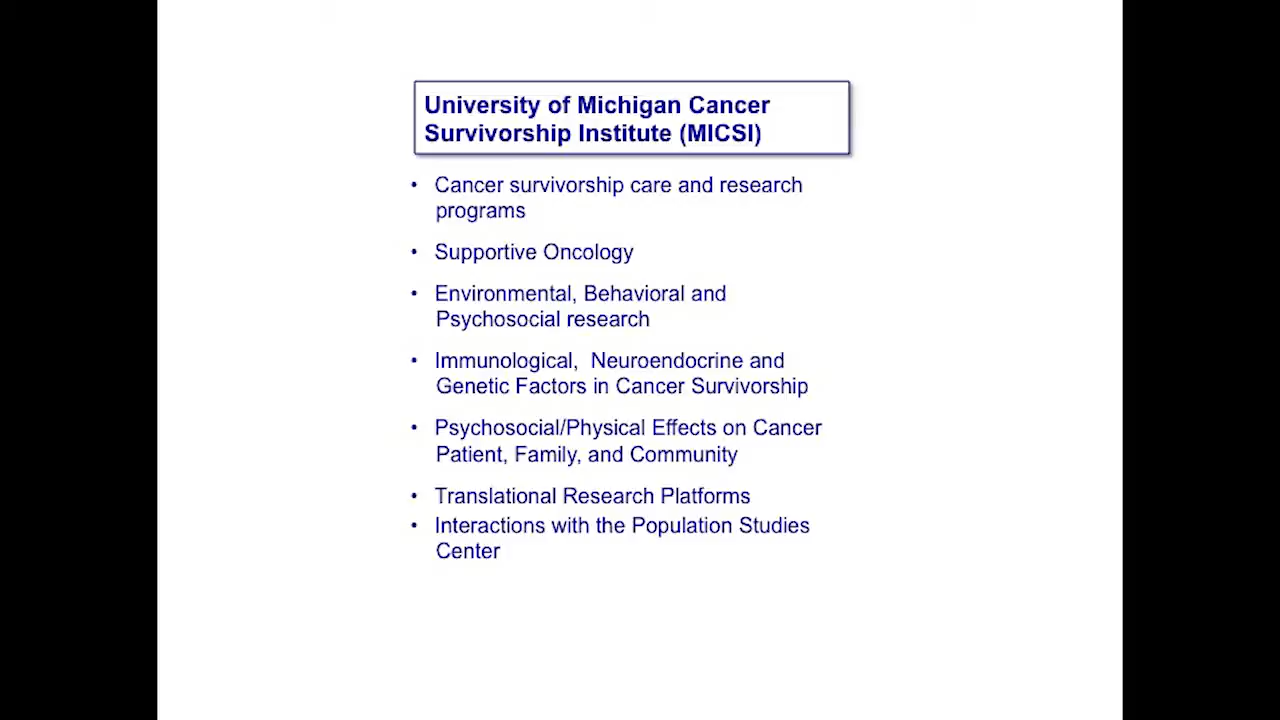 University of Michigan Cancer
Survivorship Institute (MICSI)
• Cancer survivorship care and research
programs
• Supportive Oncology
• Environmental, Behavioral and
Psychosocial research
• Immunological,  Neuroendocrine and
Genetic Factors in Cancer Survivorship
• Psychosocial/Physical Effects on Cancer
Patient, Family, and Community
• Translational Research Platforms
• Interactions with the Population Studies
Center